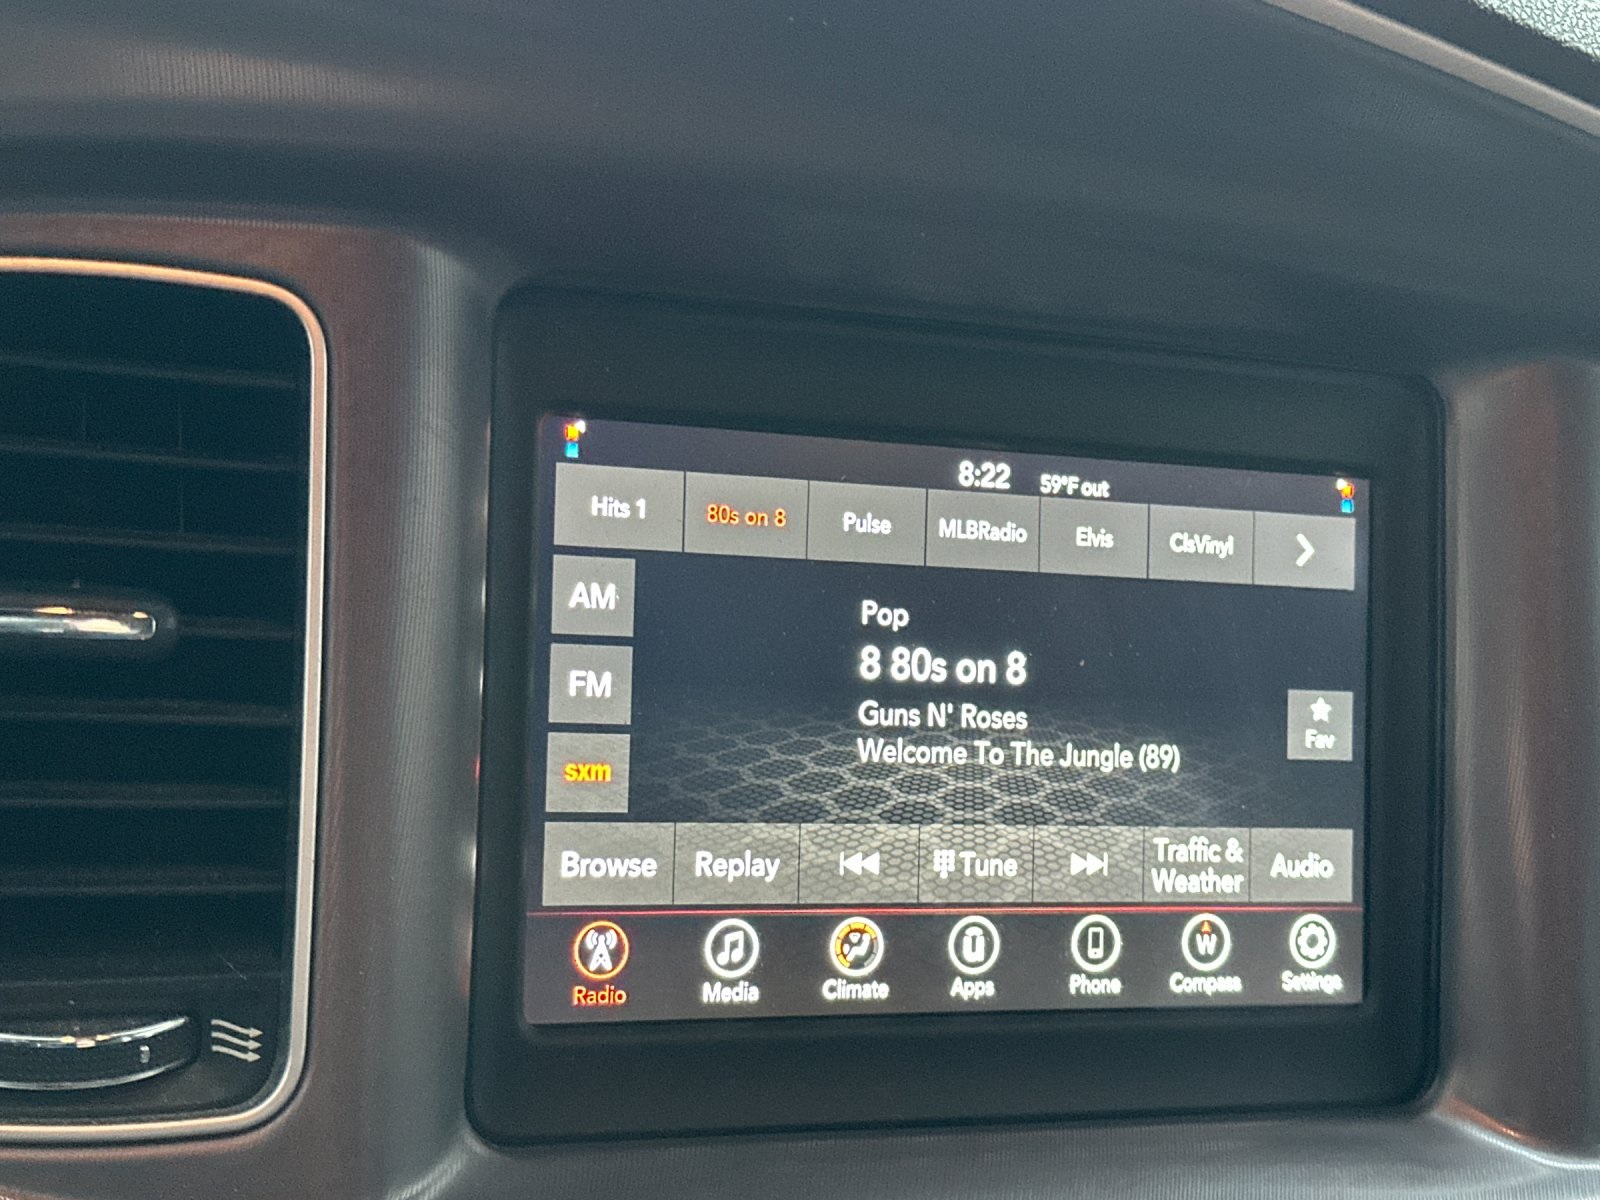 8:22 59°F out
Hits 1 80s on 8 Pulse MLBRadio Elvis ClsVinyl
AM
FM
sxm
Pop
8 80s on 8
Guns N' Roses
Welcome To The Jungle (89)
Fav
Browse Replay Tune Traffic & Weather Audio
Radio Media Climate Apps Phone W Compass Settings